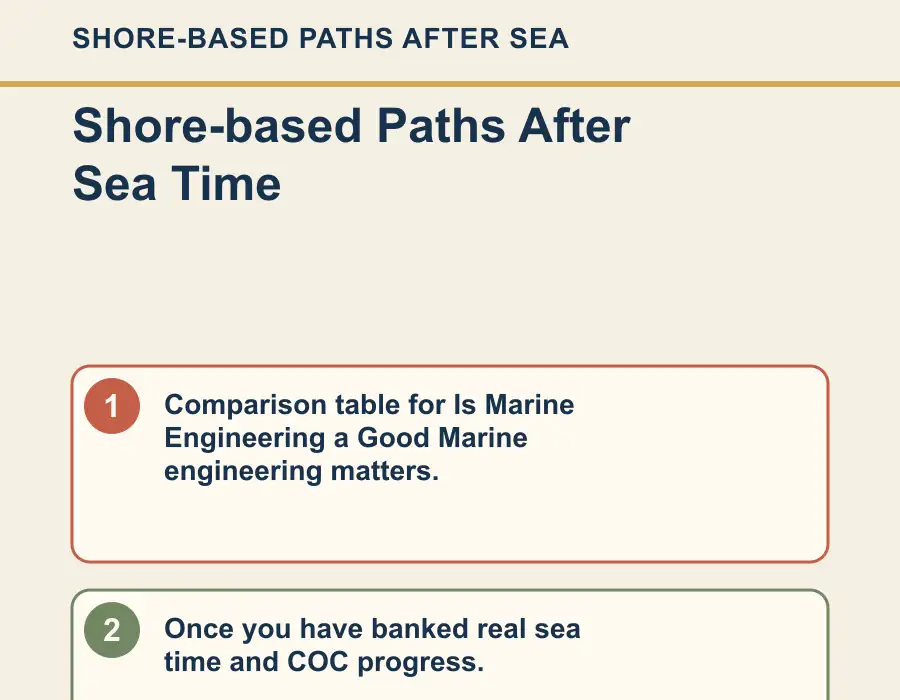 SHORE-BASED PATHS AFTER SEA
Shore-based Paths After
Sea Time
1
Comparison table for Is Marine
Engineering a Good Marine
engineering matters.
2
Once you have banked real sea
time and COC progress.